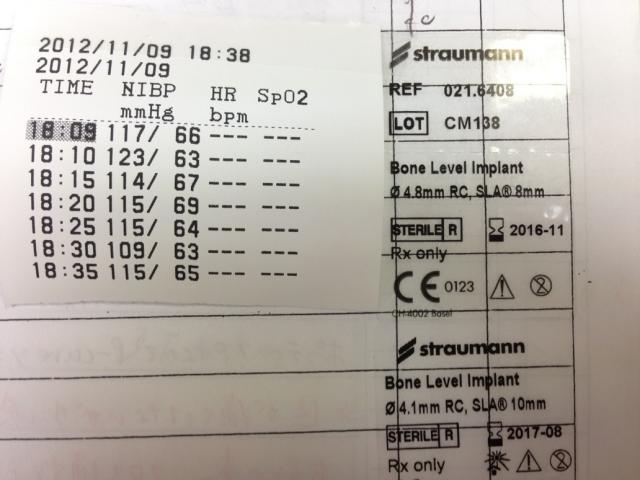 2012/11/09 18:38
2012/11/09
TIME NIBP HR SpO2
mmHg bpm
18:09 117/ 66 --- ---
18:10 123/ 63 --- ---
18:15 114/ 67 --- ---
18:20 115/ 69 --- ---
18:25 115/ 64 --- ---
18:30 109/ 63 --- ---
18:35 115/ 65 --- ---
straumann
REF 021.6408
LOT CM138
Bone Level Implant
Ø 4.8mm RC, SLA® 8mm
STERILE R 2016-11
Rx only
CE 0123
CH-4002 Basel
straumann
Bone Level Implant
Ø 4.1mm RC, SLA® 10mm
STERILE R 2017-08
Rx only